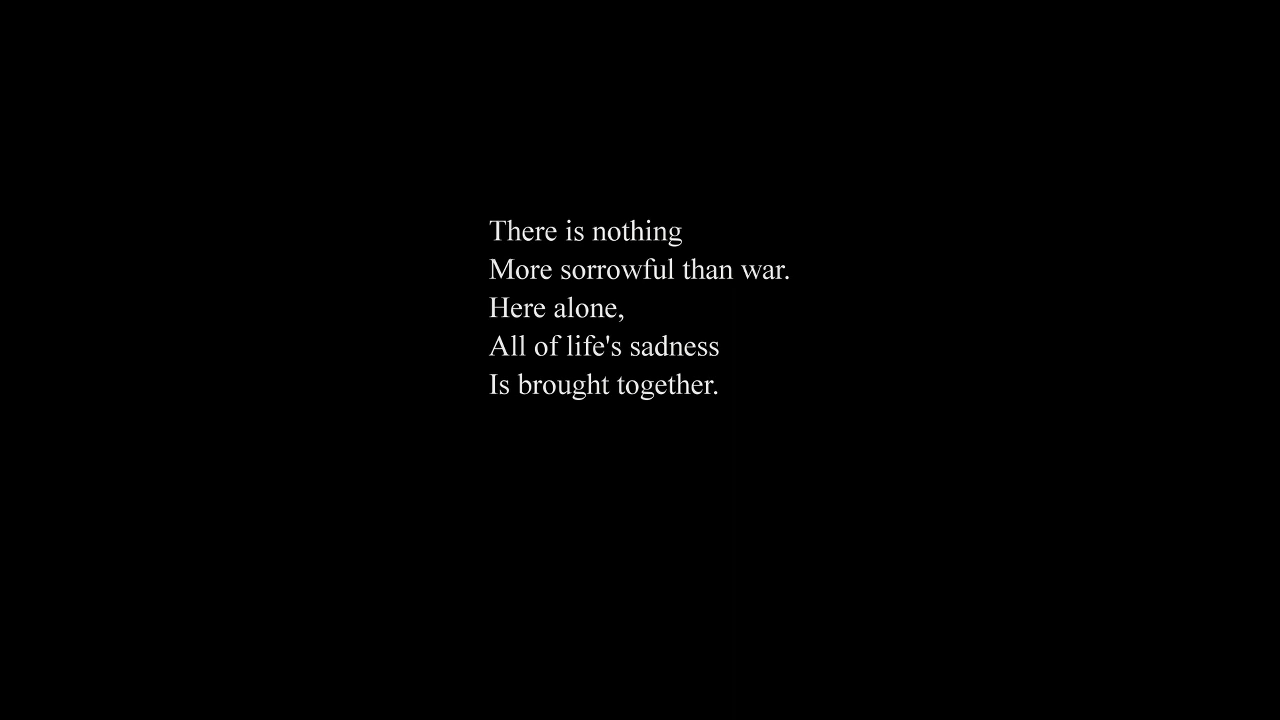 There is nothing
More sorrowful than war.
Here alone,
All of life's sadness
Is brought together.